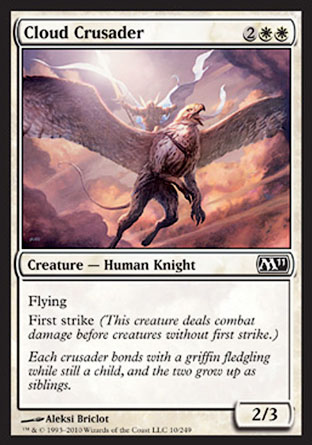 Cloud Crusader 2
Creature — Human Knight M11
Flying
First strike (This creature deals combat
damage before creatures without first strike.)
Each crusader bonds with a griffin fledgling
while still a child, and the two grow up as
siblings.
Aleksi Briclot
™ & © 1993–2010 Wizards of the Coast LLC 10/249
2/3